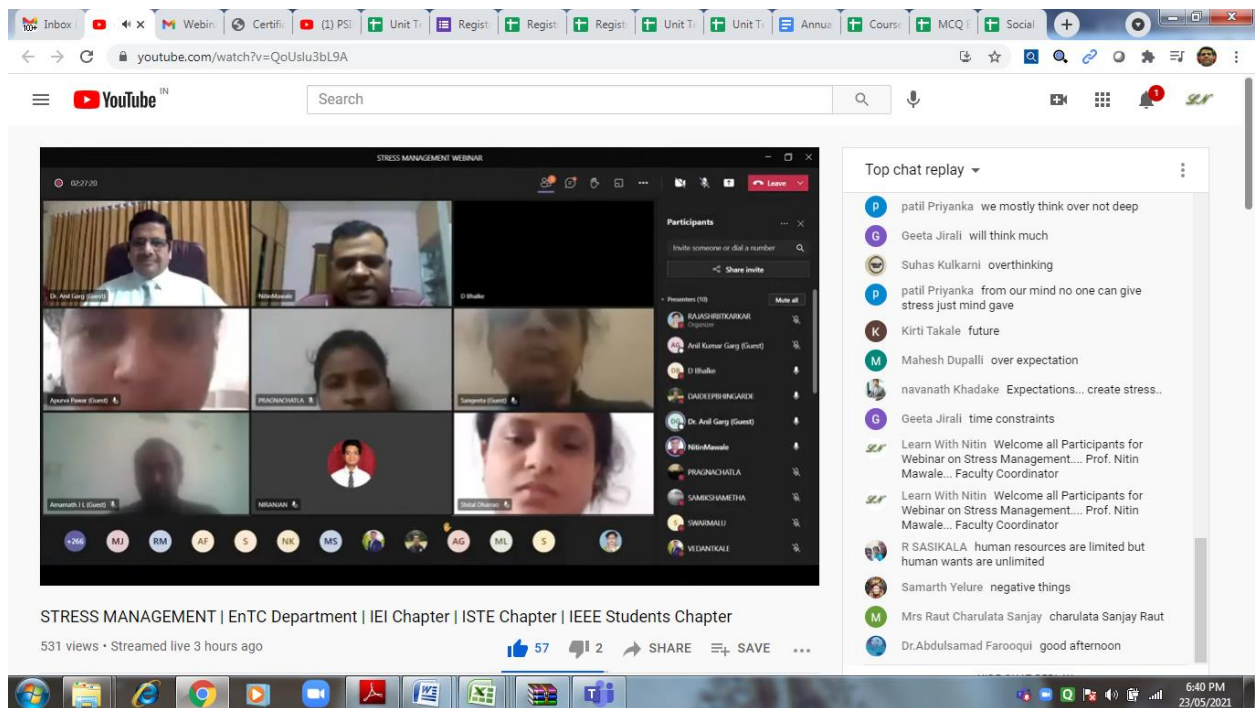 Inbox
Webin
Certific
(1) PSI
Unit T
Regist
Regist
Regist
Unit T
Unit T
Annua
Course
MCQ
Social
youtube.com/watch?v=QoUslu3bL9A
YouTube IN
Search
1
STRESS MANAGEMENT WEBINAR
02:27:20
Leave
Dr. Anil Garg (Guest)
NitinMawale
D Bhalke
Apurva Pawar (Guest)
PRAGNACHATLA
Sangeeta (Guest)
Amarnath J L (Guest)
NIRANJAN
Shital Dhanrao
+266
MJ
RM
AF
S
NK
MS
AG
ML
S
Participants
Invite someone or dial a number
Share invite
Presenters (10)
Mute all
RAJASHRIITKARKAR
Organizer
AG
Anil Kumar Garg (Guest)
DB
D Bhalke
DAIDEEPBHINGARDE
DG
Dr. Anil Garg (Guest)
NitinMawale
PRAGNACHATLA
SAMIKSHAMETHA
S
SWARMALU
VEDANTKALE
STRESS MANAGEMENT | EnTC Department | IEI Chapter | ISTE Chapter | IEEE Students Chapter
531 views • Streamed live 3 hours ago
57
2
SHARE
SAVE
Top chat replay
P
patil Priyanka we mostly think over not deep
G
Geeta Jirali will think much
Suhas Kulkarni overthinking
P
patil Priyanka from our mind no one can give
stress just mind gave
K
Kirti Takale future
M
Mahesh Dupalli over expectation
navanath Khadake Expectations... create stress..
G
Geeta Jirali time constraints
Learn With Nitin Welcome all Participants for
Webinar on Stress Management.... Prof. Nitin
Mawale... Faculty Coordinator
Learn With Nitin Welcome all Participants for
Webinar on Stress Management.... Prof. Nitin
Mawale... Faculty Coordinator
R SASIKALA human resources are limited but
human wants are unlimited
Samarth Yelure negative things
M
Mrs Raut Charulata Sanjay charulata Sanjay Raut
Dr.Abdulsamad Farooqui good afternoon
6:40 PM
23/05/2021